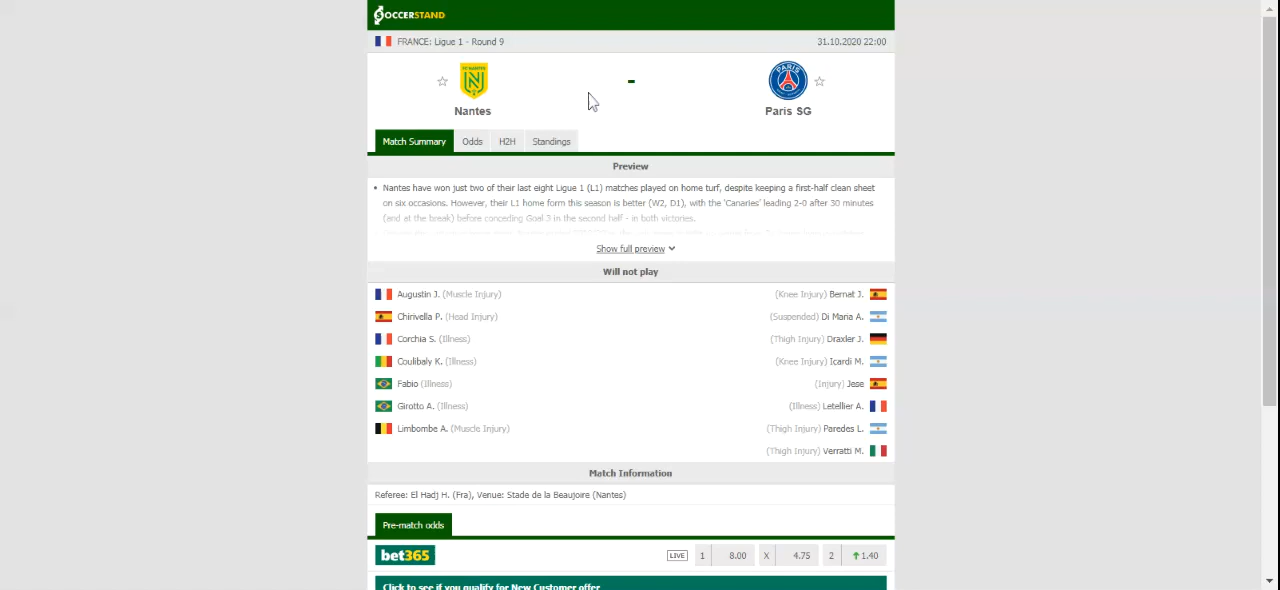 SOCCERSTAND
FRANCE: Ligue 1 - Round 9 31.10.2020 22:00
-
Nantes Paris SG
Match Summary Odds H2H Standings
Preview
• Nantes have won just two of their last eight Ligue 1 (L1) matches played on home turf, despite keeping a first-half clean sheet
on six occasions. However, their L1 home form this season is better (W2, D1), with the 'Canaries' leading 2-0 after 30 minutes
(and at the break) before conceding Goal 3 in the second half - in both victories.
Show full preview
Will not play
Augustin J. (Muscle Injury) (Knee Injury) Bernat J.
Chirivella P. (Head Injury) (Suspended) Di Maria A.
Corchia S. (Illness) (Thigh Injury) Draxler J.
Coulibaly K. (Illness) (Knee Injury) Icardi M.
Fabio (Illness) (Injury) Jese
Girotto A. (Illness) (Illness) Letellier A.
Limbombe A. (Muscle Injury) (Thigh Injury) Paredes L.
(Thigh Injury) Verratti M.
Match Information
Referee: El Hadj H. (Fra), Venue: Stade de la Beaujoire (Nantes)
Pre-match odds
bet365 LIVE 1 8.00 X 4.75 2 1.40
Click to see if you qualify for New Customer offer